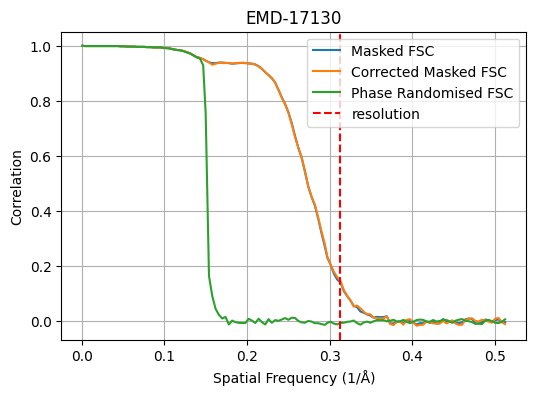 EMD-17130
Masked FSC
Corrected Masked FSC
Phase Randomised FSC
resolution
Correlation
1.0
0.8
0.6
0.4
0.2
0.0
0.0 0.1 0.2 0.3 0.4 0.5
Spatial Frequency (1/Å)